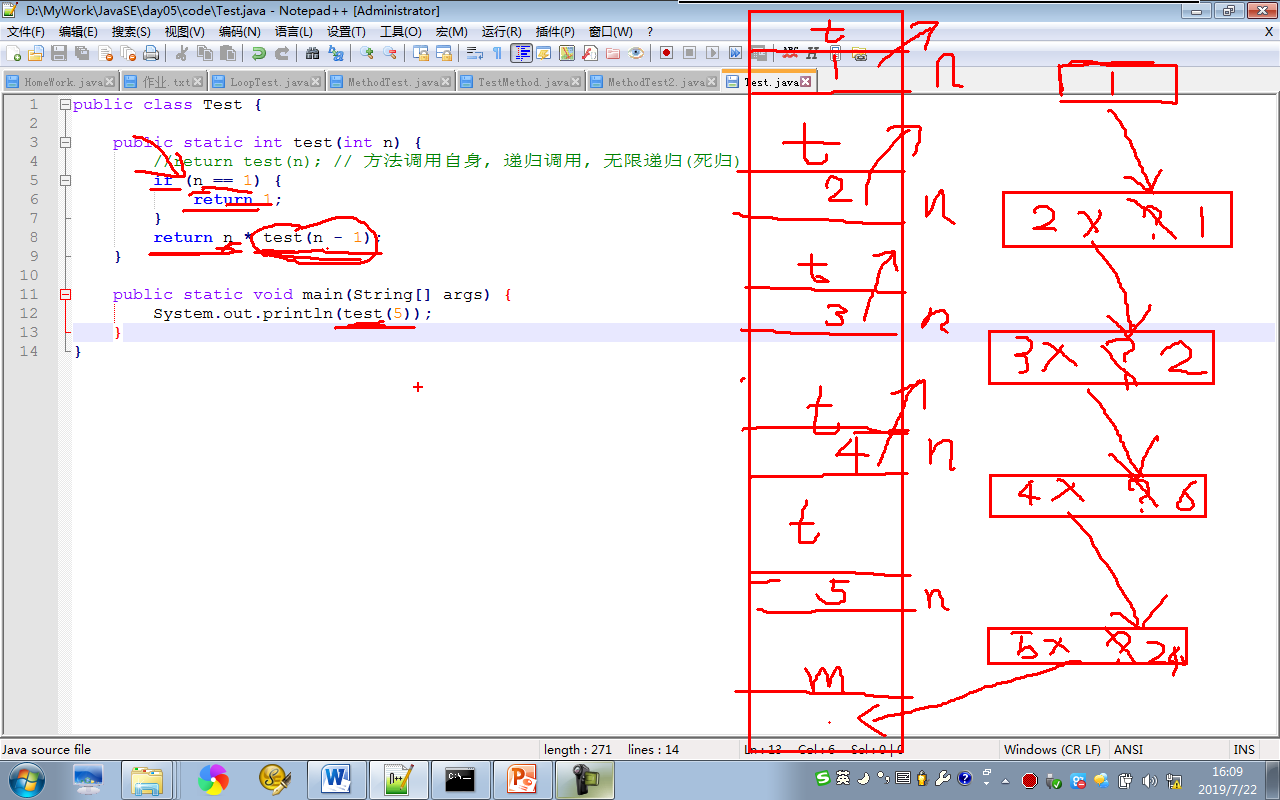 D:\MyWork\JavaSE\day05\code\Test.java - Notepad++ [Administrator]
文件(F) 编辑(E) 搜索(S) 视图(V) 编码(N) 语言(L) 设置(T) 工具(O) 宏(M) 运行(R) 插件(P) 窗口(W) ? X
HomeWork.java 作业.txt LoopTest.java MethodTest.java TestMethod.java MethodTest2.java Test.java
1 public class Test {
2
3 public static int test(int n) {
4 //return test(n); // 方法调用自身, 递归调用, 无限递归(死归)
5 if (n == 1) {
6 return 1;
7 }
8 return n * test(n - 1);
9 }
10
11 public static void main(String[] args) {
12 System.out.println(test(5));
13 }
14 }
t
1 n
t
2 n
t
3 n
t
4 n
t
5 n
m
1
2 x ? 1
3 x ? 2
4 x ? 6
5 x ? 24
Java source file length : 271 lines : 14 Ln : 13 Col : 6 Sel : 0 | 0 Windows (CR LF) ANSI INS
英
16:09
2019/7/22